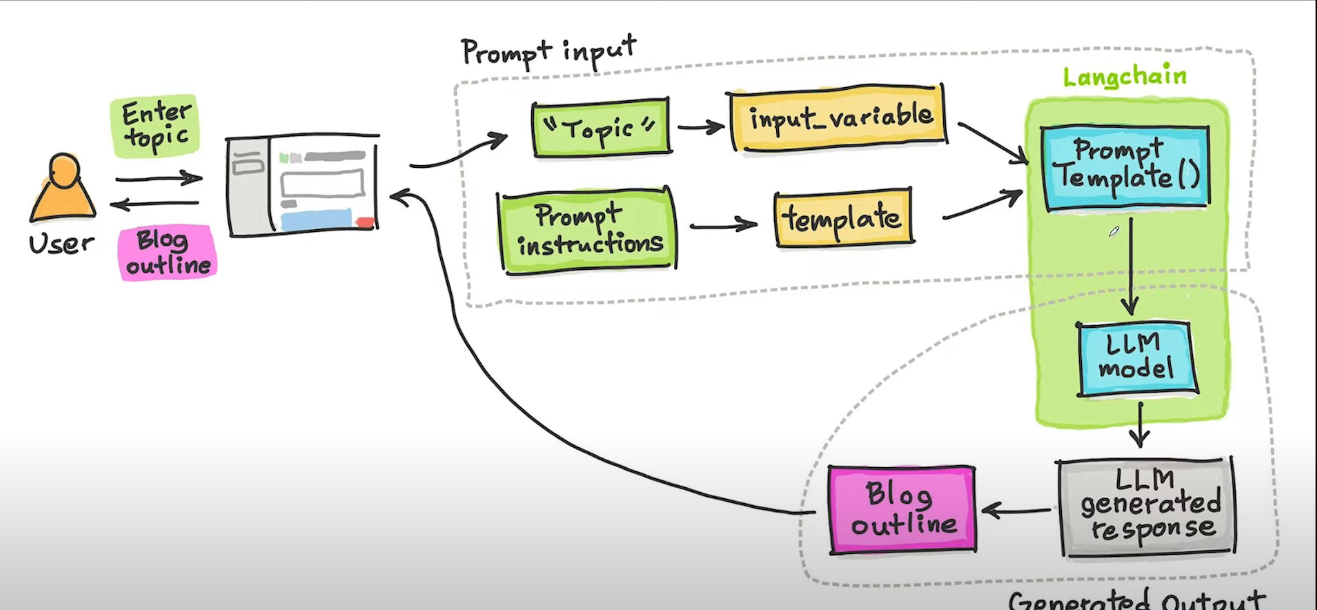 Prompt input
Langchain
Enter
topic
"Topic"
input_variable
Prompt
Template()
User
Blog
outline
Prompt
instructions
template
LLM
model
Blog
outline
LLM
generated
response
Generated Output